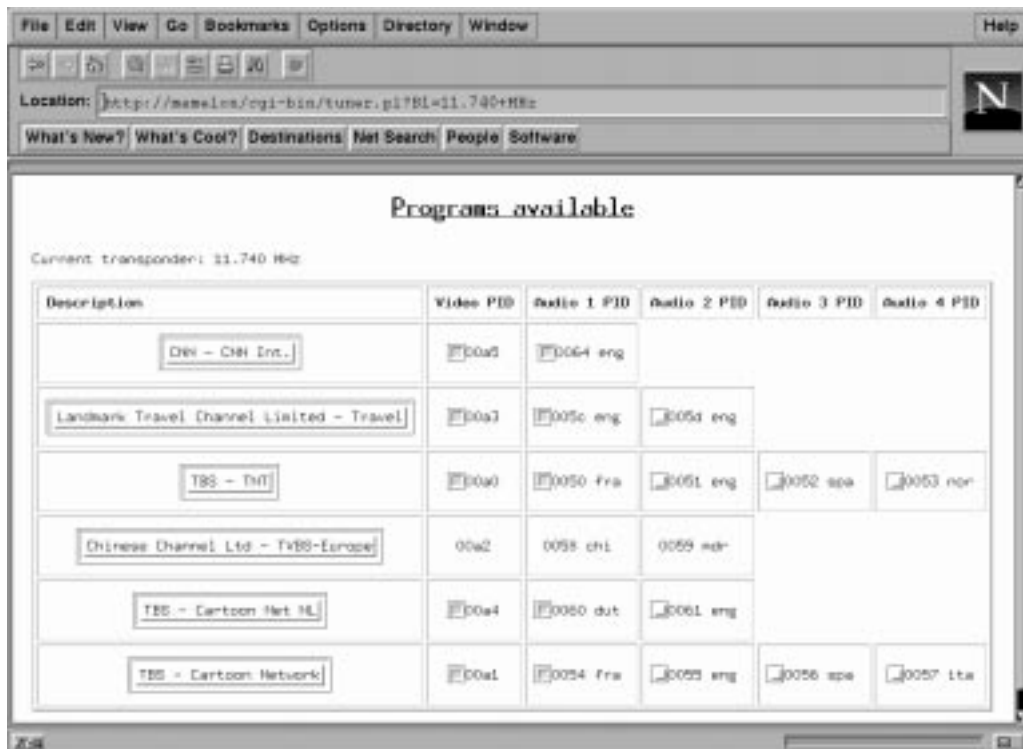 File Edit View Go Bookmarks Options Directory Window Help
Location: http://mamelon/cgi-bin/tuner.pl?B1=11.740+MHz
What's New? What's Cool? Destinations Net Search People Software
N
Programs available
Current transponder: 11.740 MHz
Description Video PID Audio 1 PID Audio 2 PID Audio 3 PID Audio 4 PID
CNN - CNN Int. 00a5 0064 eng
Landmark Travel Channel Limited - Travel 00a3 005c eng 005d eng
TBS - TNT 00a0 0050 fra 0051 eng 0052 spa 0053 nor
Chinese Channel Ltd - TVBS-Europe 00a2 0058 chi 0059 mdr
TBS - Cartoon Net NL 00a4 0060 dut 0061 eng
TBS - Cartoon Network 00a1 0054 fra 0055 eng 0056 spa 0057 ita